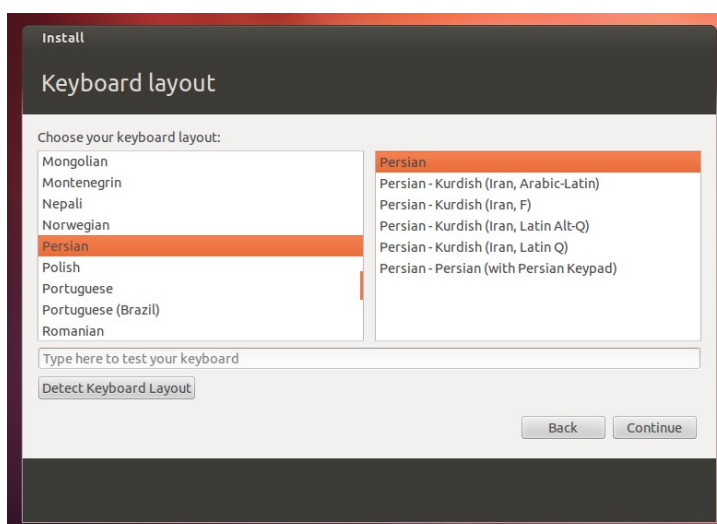 Install
Keyboard layout
Choose your keyboard layout:
Mongolian
Montenegrin
Nepali
Norwegian
Persian
Polish
Portuguese
Portuguese (Brazil)
Romanian
Persian
Persian - Kurdish (Iran, Arabic-Latin)
Persian - Kurdish (Iran, F)
Persian - Kurdish (Iran, Latin Alt-Q)
Persian - Kurdish (Iran, Latin Q)
Persian - Persian (with Persian Keypad)
Type here to test your keyboard
Detect Keyboard Layout
Back
Continue